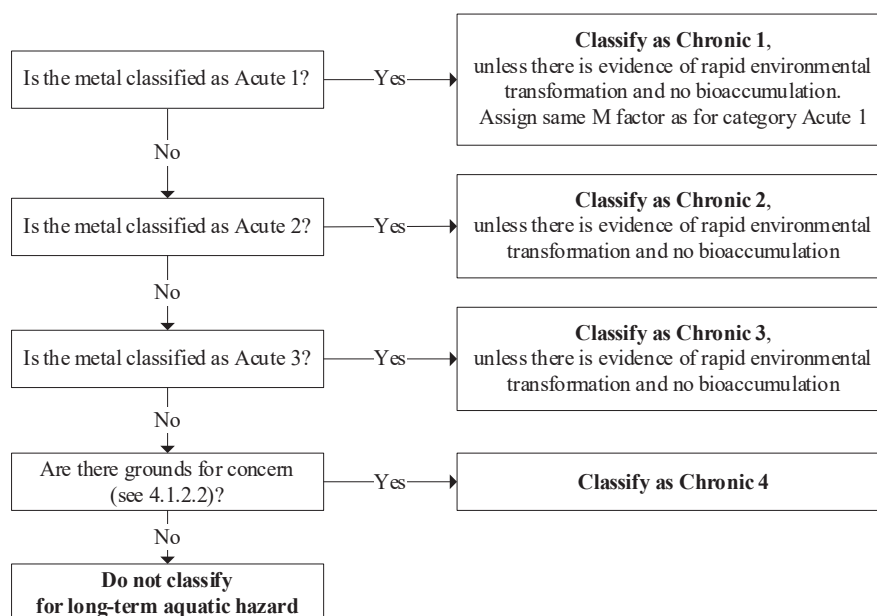 Is the metal classified as Acute 1?
Yes
Classify as Chronic 1,
unless there is evidence of rapid environmental
transformation and no bioaccumulation.
Assign same M factor as for category Acute 1
No
Is the metal classified as Acute 2?
Yes
Classify as Chronic 2,
unless there is evidence of rapid environmental
transformation and no bioaccumulation
No
Is the metal classified as Acute 3?
Yes
Classify as Chronic 3,
unless there is evidence of rapid environmental
transformation and no bioaccumulation
No
Are there grounds for concern
(see 4.1.2.2)?
Yes
Classify as Chronic 4
No
Do not classify
for long-term aquatic hazard